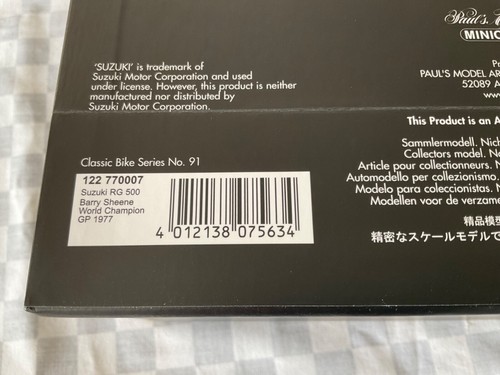 Paul's
MINIC
PAUL'S MODEL AR
52089 A
www.
'SUZUKI' is trademark of
Suzuki Motor Corporation and used
under license. However, this product is neither
manufactured nor distributed by
Suzuki Motor Corporation.
This Product is an A
Classic Bike Series No. 91
122 770007
Suzuki RG 500
Barry Sheene
World Champion
GP 1977
4 012138 075634
Sammlermodell. Nich
Collectors model. No
Article pour collectionneurs. N
Automodello per collezionismo.
Modelo para coleccionistas. N
Modellen voor de verzame
精品模型
精密なスケールモデルで